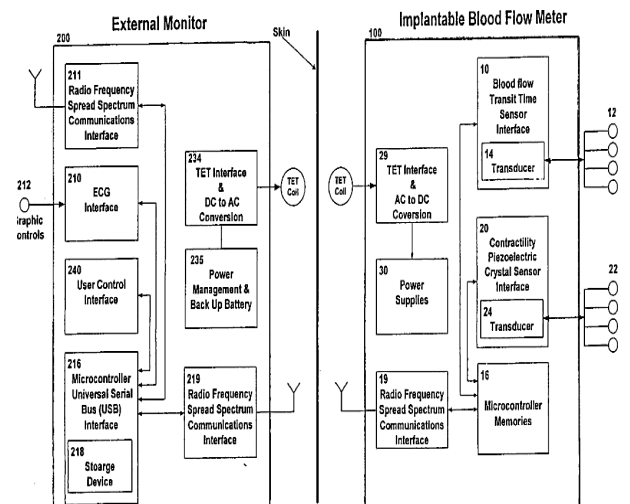 External Monitor
Implantable Blood Flow Meter
200
Skin
100
211
Radio Frequency
Spread Spectrum
Communications
Interface
212
Graphic
ontrols
210
ECG
Interface
240
User Control
Interface
216
Microcontroller
Universal Serial
Bus (USB)
Interface
218
Stoarge
Device
234
TET Interface
&
DC to AC
Conversion
TET
Coil
235
Power
Management &
Back Up Battery
219
Radio Frequency
Spread Spectrum
Communications
Interface
TET
Coil
29
TET Interface
&
AC to DC
Coversion
30
Power
Supplies
19
Radio Frequency
Spread Spectrum
Communications
Interface
10
Blood flow
Transit Time
Sensor
Interface
14
Transducer
12
20
Contractility
Piezoelectric
Crystal Sensor
Interface
24
Transducer
22
16
Microcontroller
Memories